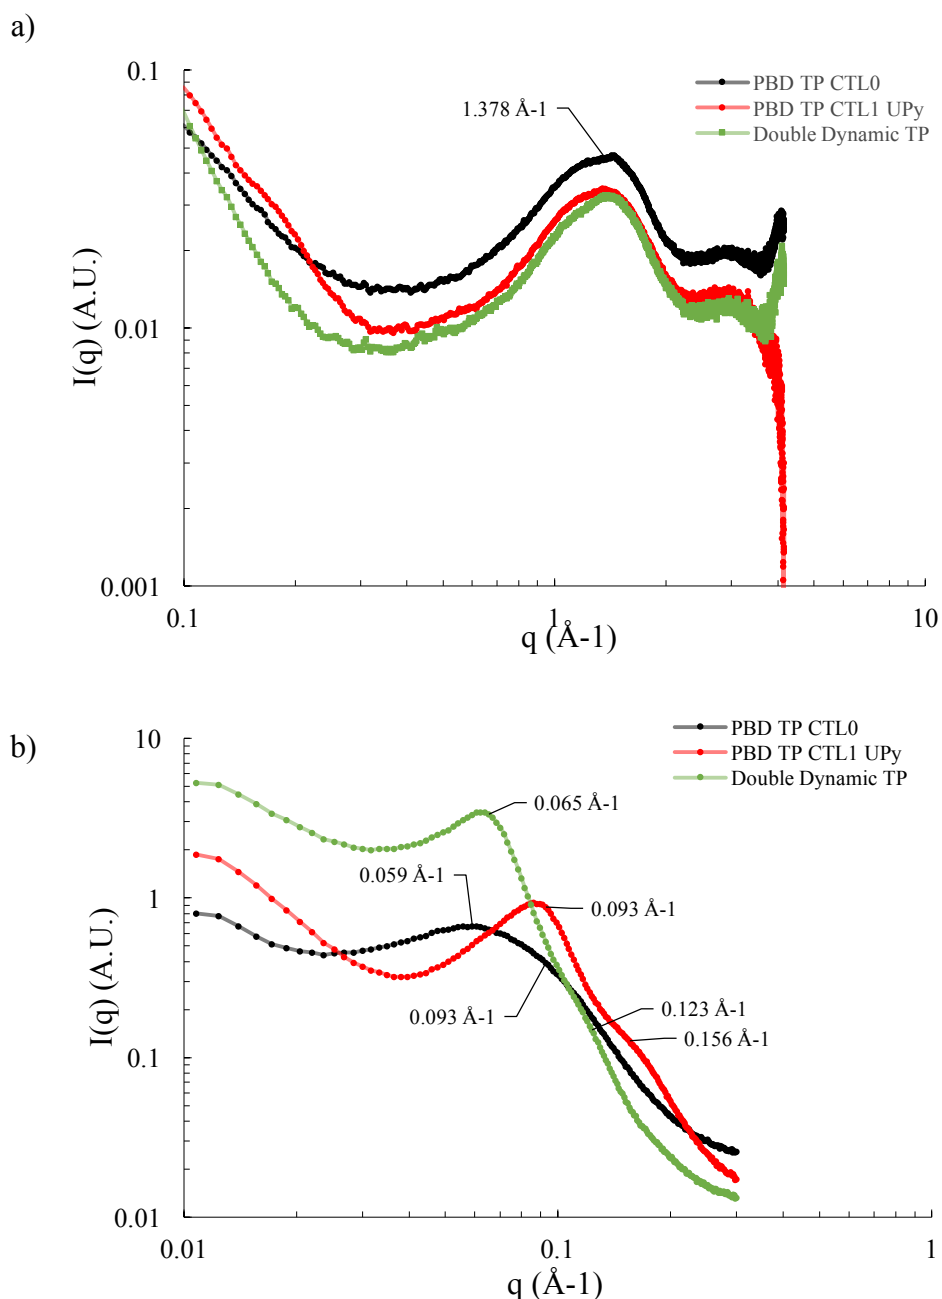 a)
0.1
0.01
0.001
I(q) (A.U.)
1.378 Å-1
PBD TP CTL0
PBD TP CTL1 UPy
Double Dynamic TP
0.1
1
10
q (Å-1)
b)
10
1
0.1
0.01
I(q) (A.U.)
PBD TP CTL0
PBD TP CTL1 UPy
Double Dynamic TP
0.065 Å-1
0.059 Å-1
0.093 Å-1
0.093 Å-1
0.123 Å-1
0.156 Å-1
0.01
0.1
1
q (Å-1)